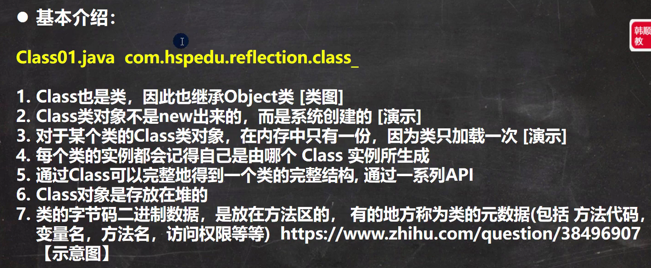 ● 基本介绍：
Class01.java com.hspedu.reflection.class_
1. Class也是类，因此也继承Object类 [类图]
2. Class类对象不是new出来的，而是系统创建的 [演示]
3. 对于某个类的Class类对象，在内存中只有一份，因为类只加载一次 [演示]
4. 每个类的实例都会记得自己是由哪个 Class 实例所生成
5. 通过Class可以完整地得到一个类的完整结构, 通过一系列API
6. Class对象是存放在堆的
7. 类的字节码二进制数据，是放在方法区的， 有的地方称为类的元数据(包括 方法代码，
变量名，方法名，访问权限等等) https://www.zhihu.com/question/38496907
【示意图】
韩顺
教